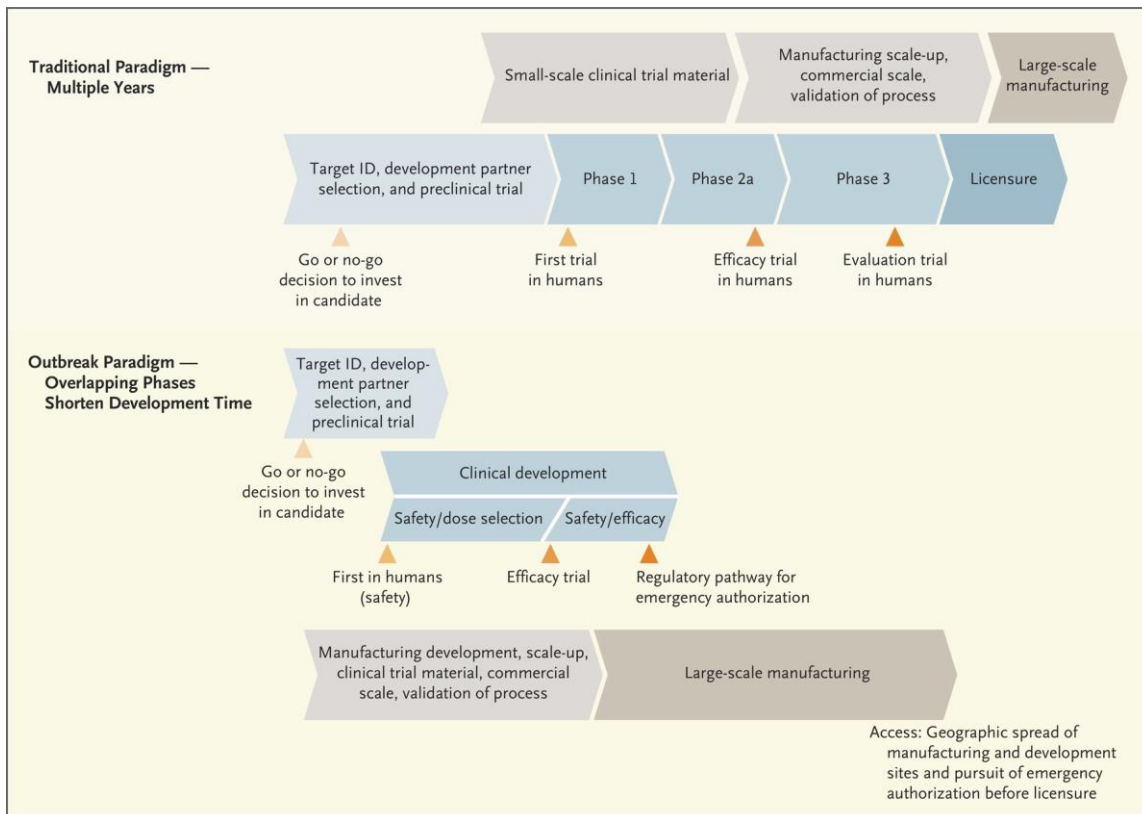 Traditional Paradigm —
Multiple Years
Small-scale clinical trial material
Manufacturing scale-up,
commercial scale,
validation of process
Large-scale
manufacturing
Target ID, development partner
selection, and preclinical trial
Phase 1
Phase 2a
Phase 3
Licensure
Go or no-go
decision to invest
in candidate
First trial
in humans
Efficacy trial
in humans
Evaluation trial
in humans
Outbreak Paradigm —
Overlapping Phases
Shorten Development Time
Target ID, develop-
ment partner
selection, and
preclinical trial
Go or no-go
decision to invest
in candidate
Clinical development
Safety/dose selection
Safety/efficacy
First in humans
(safety)
Efficacy trial
Regulatory pathway for
emergency authorization
Manufacturing development, scale-up,
clinical trial material, commercial
scale, validation of process
Large-scale manufacturing
Access: Geographic spread of
manufacturing and development
sites and pursuit of emergency
authorization before licensure